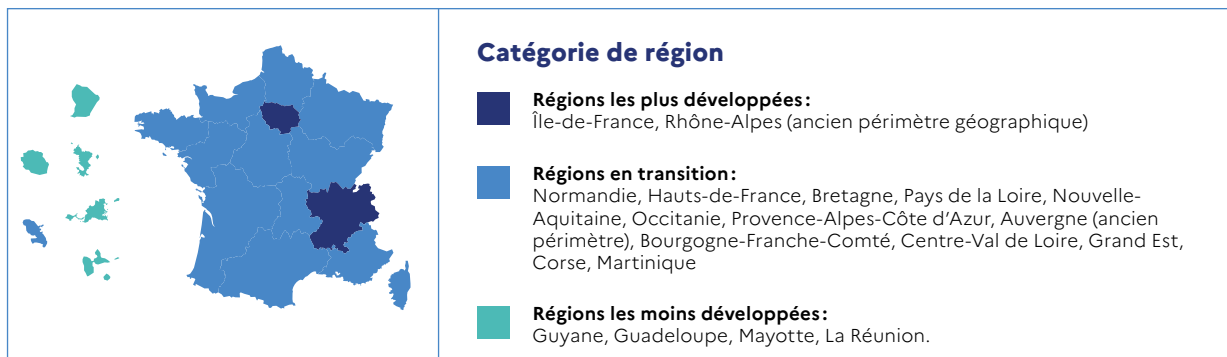 Catégorie de région
Régions les plus développées :
Île-de-France, Rhône-Alpes (ancien périmètre géographique)
Régions en transition :
Normandie, Hauts-de-France, Bretagne, Pays de la Loire, Nouvelle-
Aquitaine, Occitanie, Provence-Alpes-Côte d’Azur, Auvergne (ancien
périmètre), Bourgogne-Franche-Comté, Centre-Val de Loire, Grand Est,
Corse, Martinique
Régions les moins développées :
Guyane, Guadeloupe, Mayotte, La Réunion.